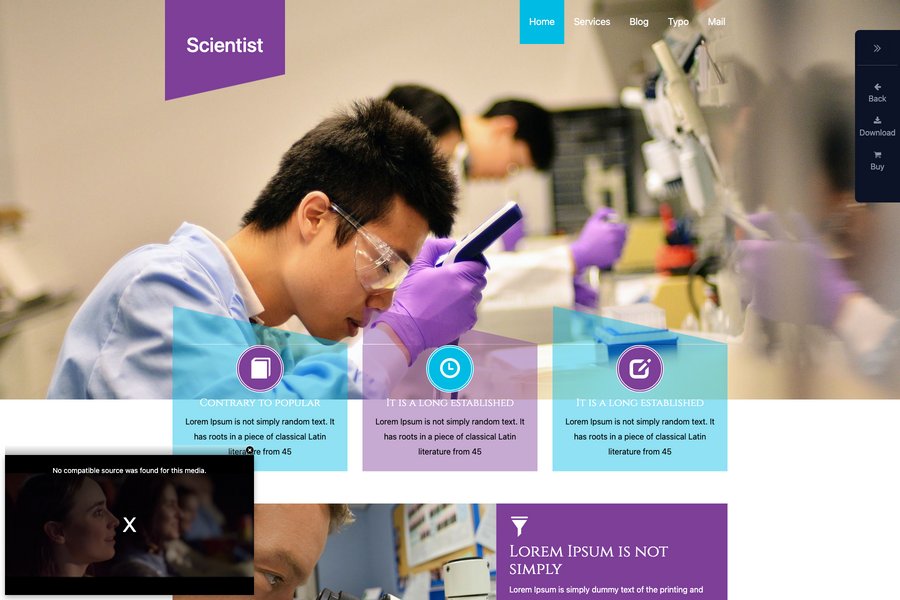 Scientist
Home Services Blog Typo Mail
Back
Download
Buy
Contrary to popular
Lorem Ipsum is not simply random text. It
has roots in a piece of classical Latin
literature from 45
It is a long established
Lorem Ipsum is not simply random text. It
has roots in a piece of classical Latin
literature from 45
It is a long established
Lorem Ipsum is not simply random text. It
has roots in a piece of classical Latin
literature from 45
No compatible source was found for this media.
X
Lorem Ipsum is not
simply
Lorem Ipsum is simply dummy text of the printing and